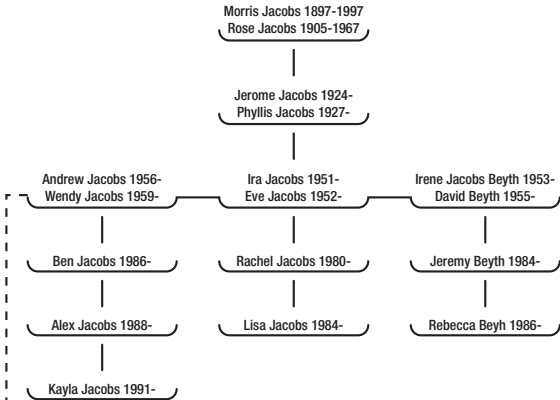 Morris Jacobs 1897-1997
Rose Jacobs 1905-1967
Jerome Jacobs 1924-
Phyllis Jacobs 1927-
Andrew Jacobs 1956-
Wendy Jacobs 1959-
Ira Jacobs 1951-
Eve Jacobs 1952-
Irene Jacobs Beyth 1953-
David Beyth 1955-
Ben Jacobs 1986-
Rachel Jacobs 1980-
Jeremy Beyth 1984-
Alex Jacobs 1988-
Lisa Jacobs 1984-
Rebecca Beyh 1986-
Kayla Jacobs 1991-